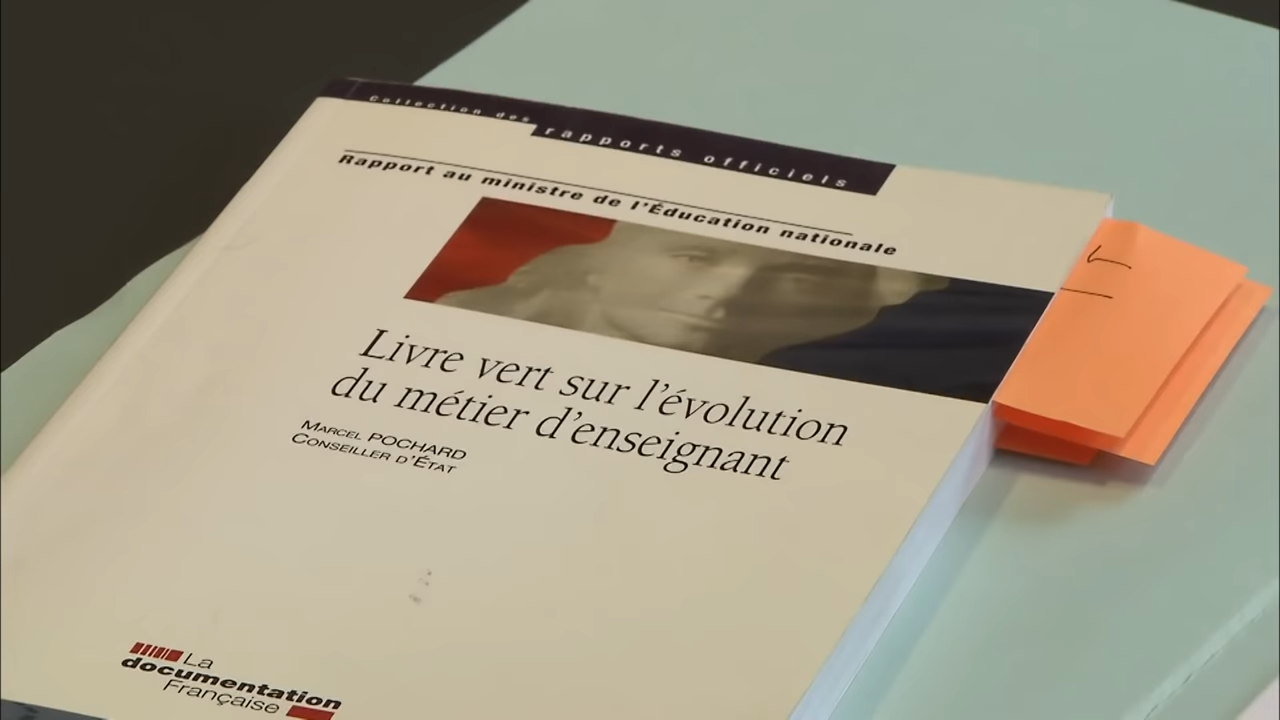 Collection des
rapports officiels
Rapport au ministre de l'Éducation nationale
Livre vert sur l'évolution
du métier d'enseignant
MARCEL POCHARD
CONSEILLER D'ÉTAT
La
documentation
Française